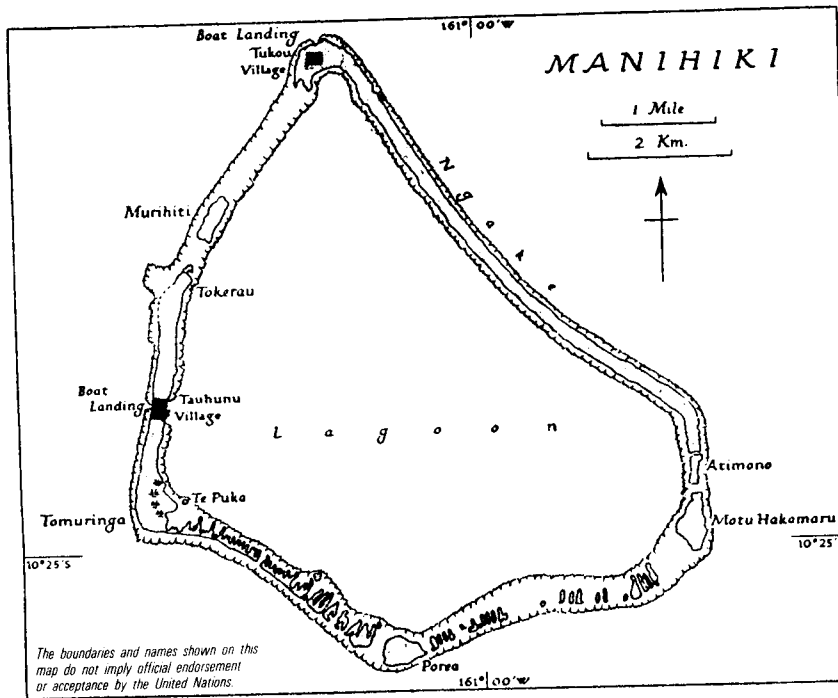 161° 00'W
Boat Landing
Tukou
Village
MANIHIKI
1 Mile
2 Km.
Ngake
Murihiti
Tokerau
Boat
Landing
Tauhunu
Village
Lagoon
Atimono
Te Puka
Tomuringa
Motu Hakamaru
10°25'S
10°25'
Porea
161° 00'W
The boundaries and names shown on this
map do not imply official endorsement
or acceptance by the United Nations.